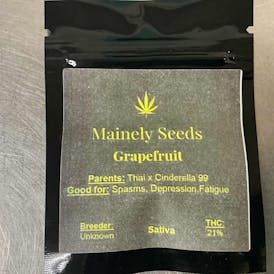 Mainely Seeds
Grapefruit
Parents: Thai x Cinderella 99
Good for: Spasms, Depression,Fatigue
Breeder: Unknown
Sativa
THC: 21%